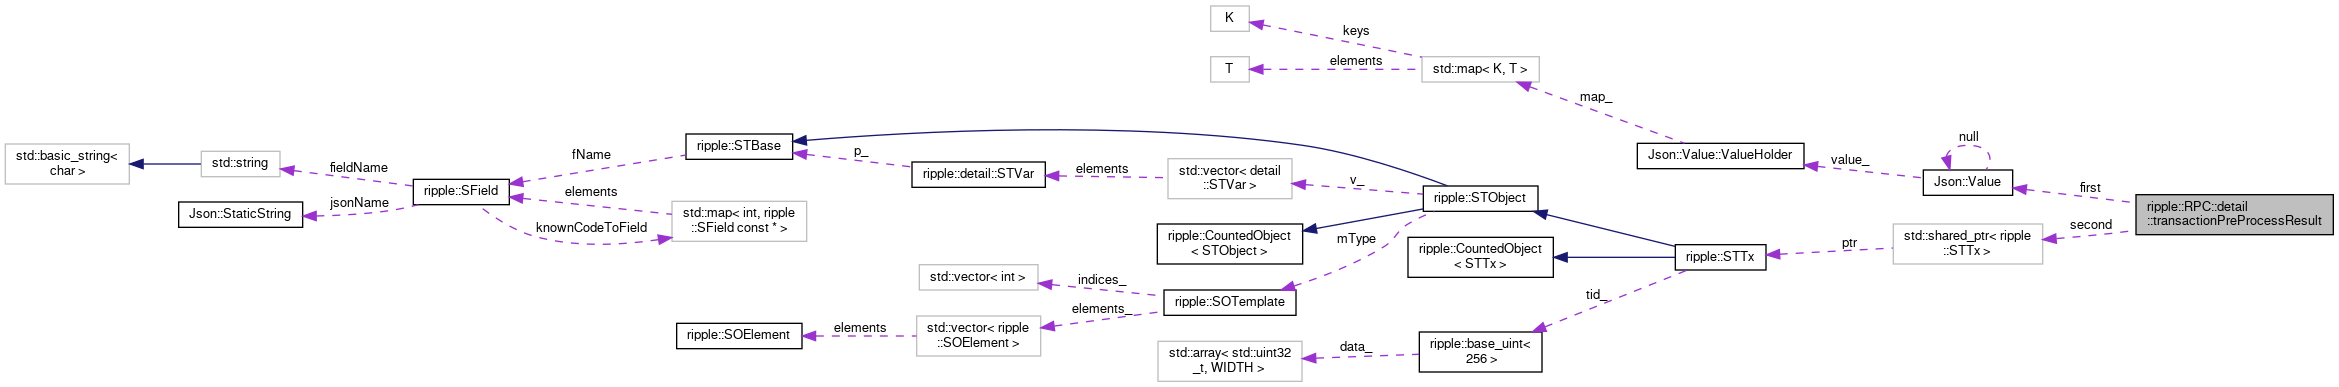 K
keys
T
elements
std::map< K, T >
map_
null
ripple::STBase
Json::Value::ValueHolder
value_
std::basic_string<
char >
std::string
fieldName
fName
p_
ripple::detail::STVar
elements
std::vector< detail
::STVar >
v_
ripple::STObject
Json::Value
first
ripple::RPC::detail
::transactionPreProcessResult
ripple::SField
elements
jsonName
Json::StaticString
std::map< int, ripple
::SField const * >
knownCodeToField
ripple::CountedObject
< STObject >
mType
ripple::CountedObject
< STTx >
ripple::STTx
ptr
std::shared_ptr< ripple
::STTx >
second
std::vector< int >
indices_
ripple::SOTemplate
tid_
elements_
ripple::SOElement
elements
std::vector< ripple
::SOElement >
std::array< std::uint32
_t, WIDTH >
data_
ripple::base_uint<
256 >